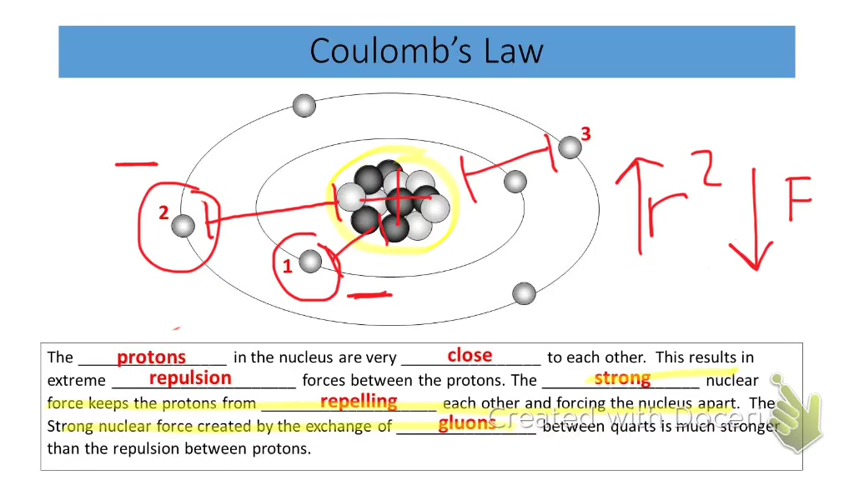 Coulomb's Law
3
2
1
r²
F
The protons in the nucleus are very close to each other. This results in
extreme repulsion forces between the protons. The strong nuclear
force keeps the protons from repelling each other and forcing the nucleus apart. The
Strong nuclear force created by the exchange of gluons between quarts is much stronger
than the repulsion between protons.
Created with Doceri